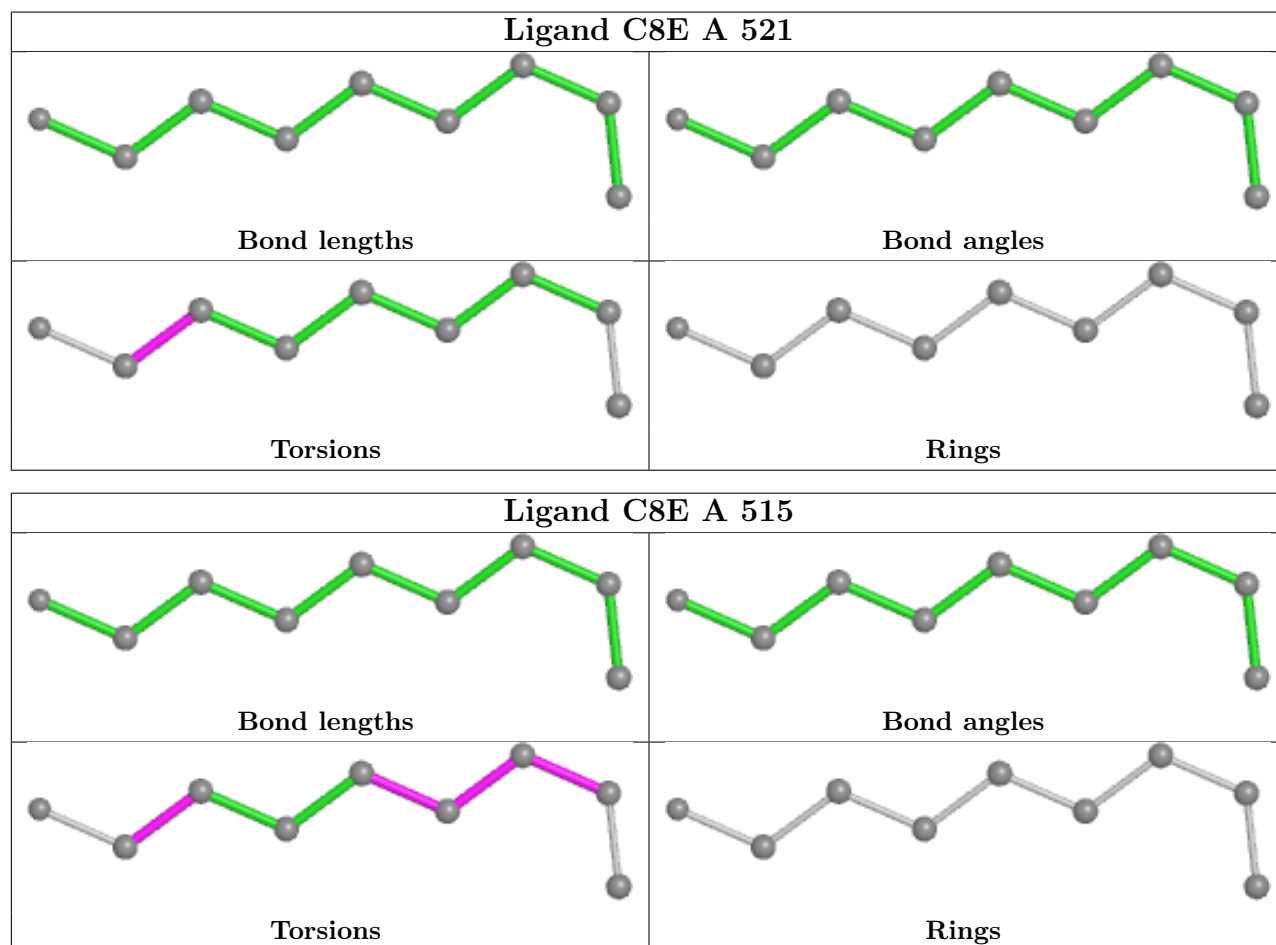 Ligand C8E A 521
Bond lengths
Bond angles
Torsions
Rings
Ligand C8E A 515
Bond lengths
Bond angles
Torsions
Rings